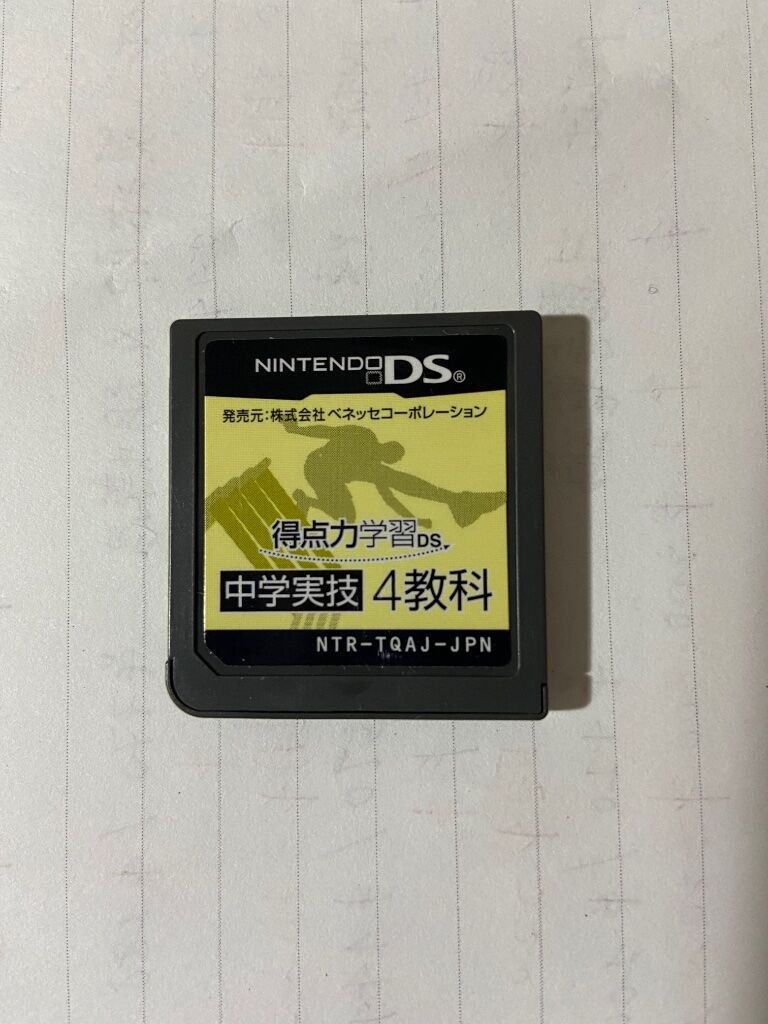 NINTENDO DS®
発売元:株式会社ベネッセコーポレーション
得点力学習DS
中学実技 4教科
NTR-TQAJ-JPN